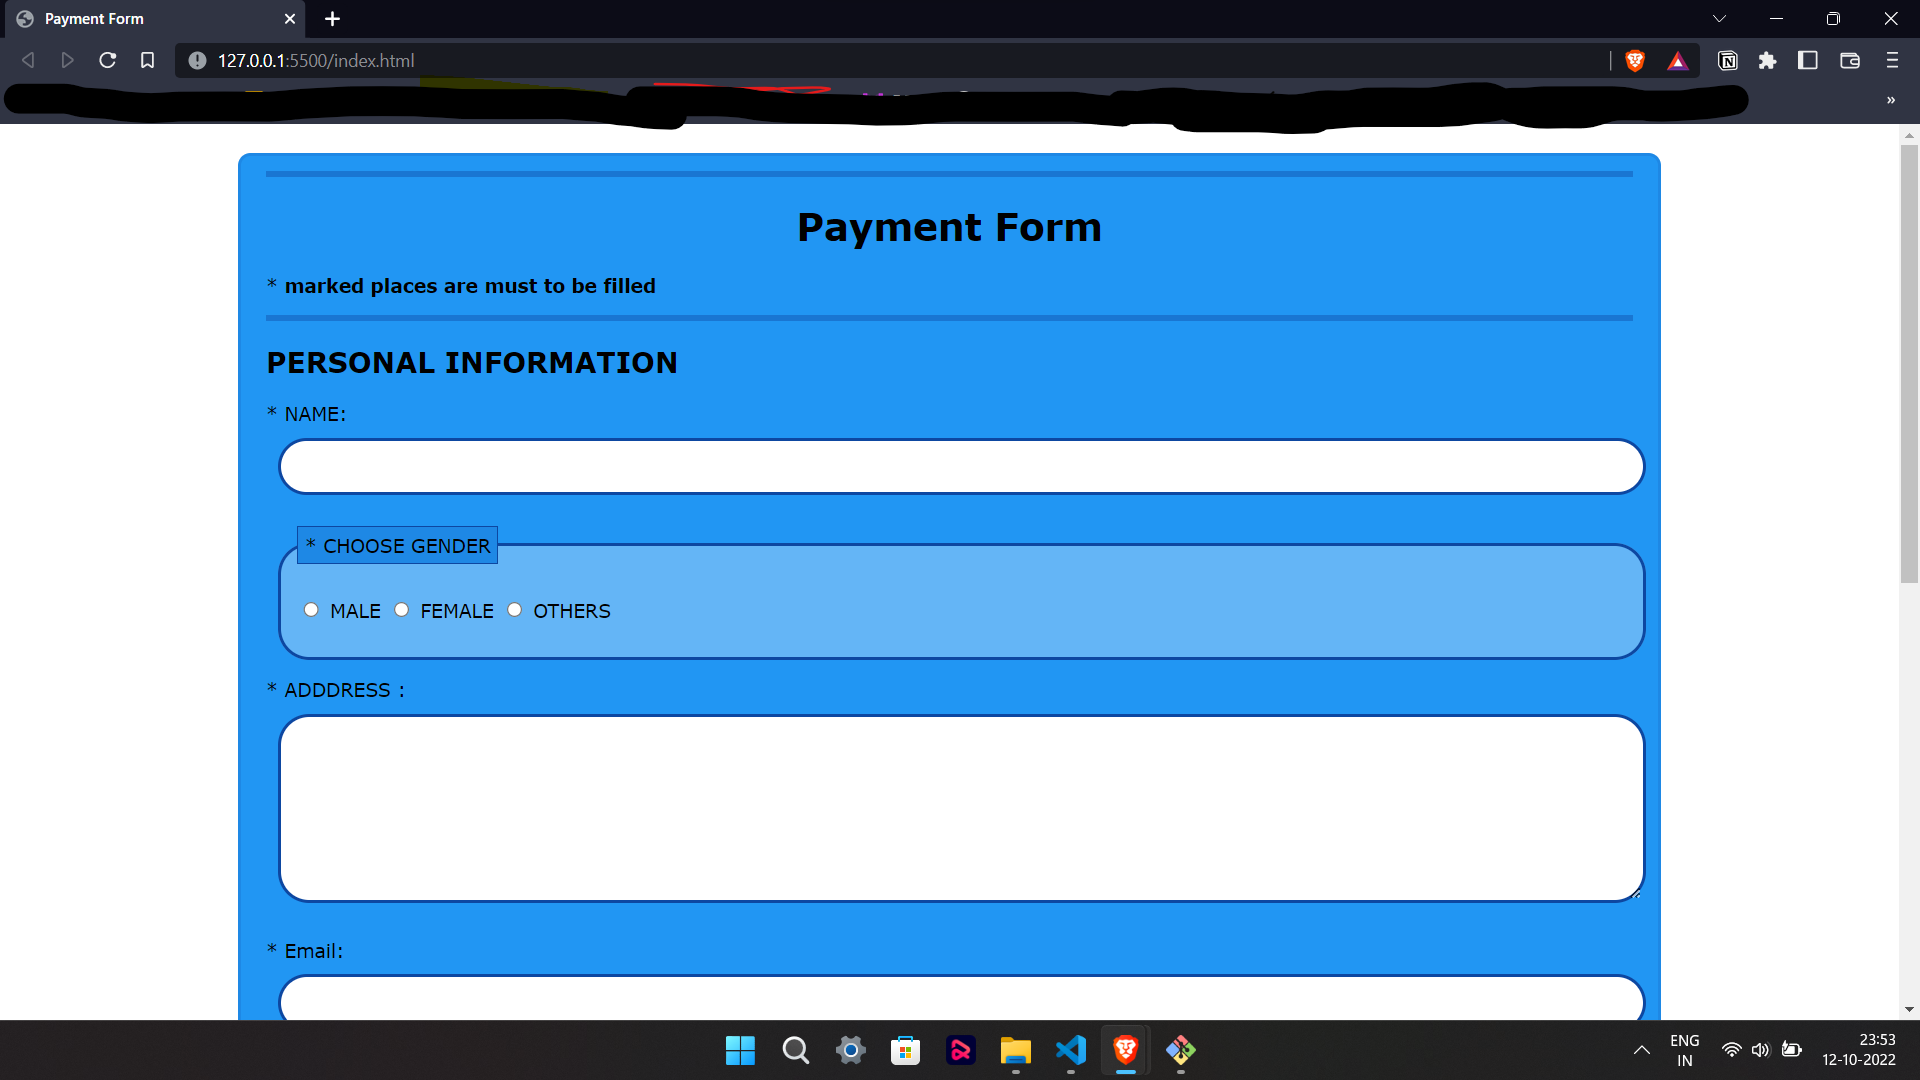 Payment Form
127.0.0.1:5500/index.html
»
Payment Form
* marked places are must to be filled
PERSONAL INFORMATION
* NAME:
* CHOOSE GENDER
MALE FEMALE OTHERS
* ADDDRESS :
* Email:
ENG
IN
23:53
12-10-2022